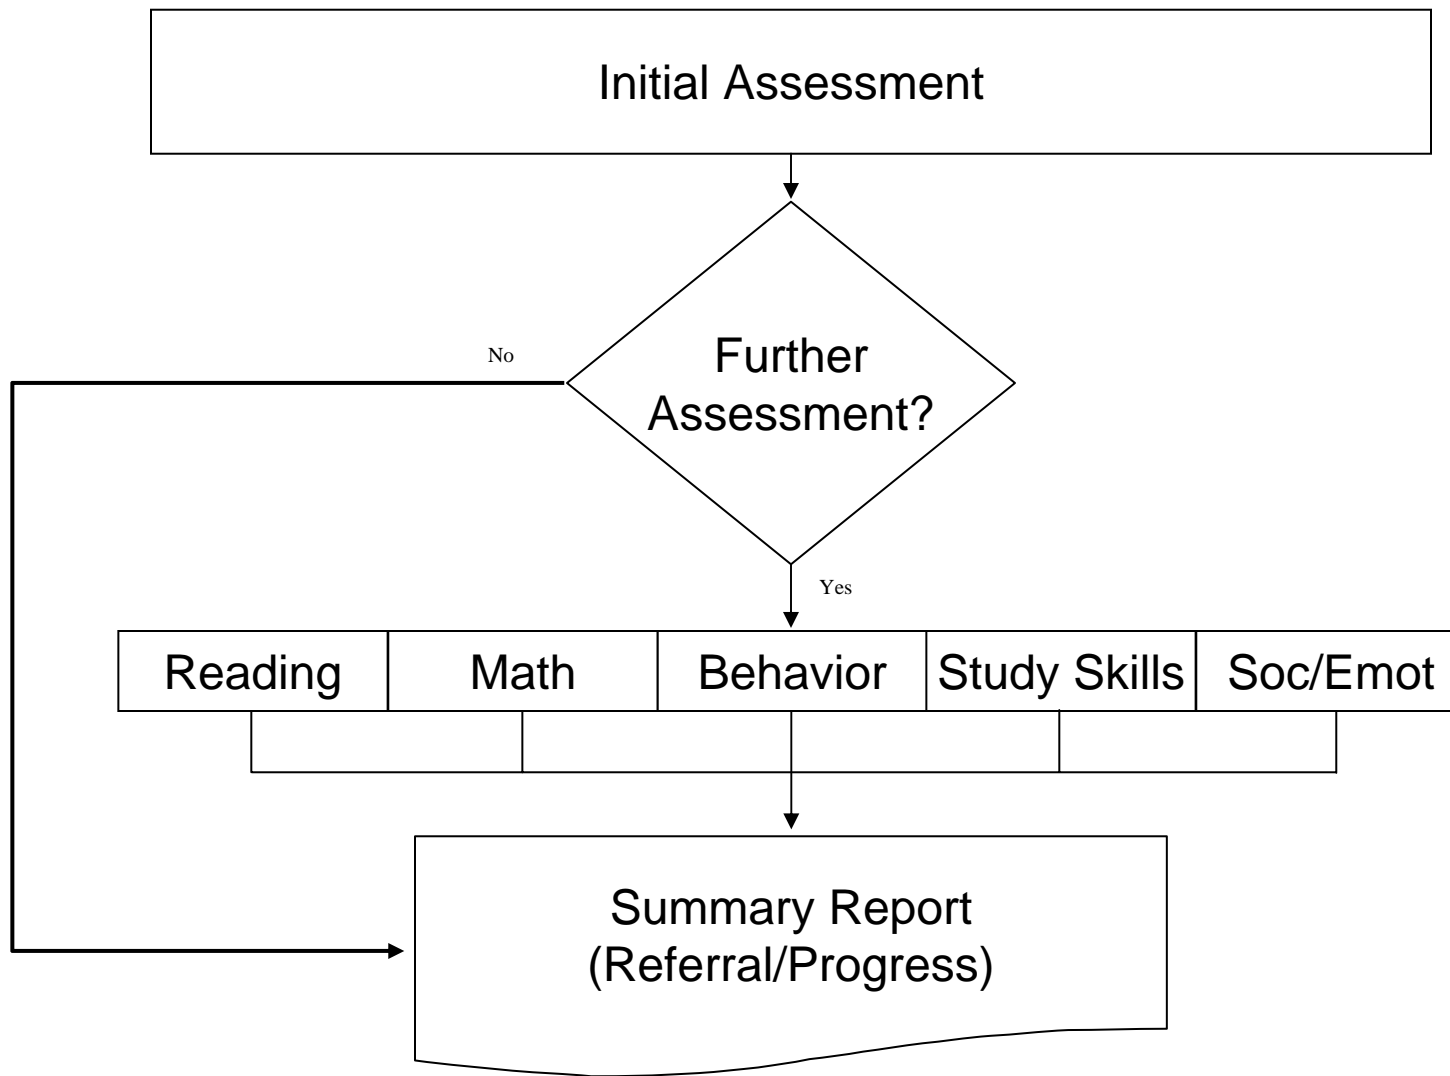 Initial Assessment
No
Further
Assessment?
Yes
Reading
Math
Behavior
Study Skills
Soc/Emot
Summary Report
(Referral/Progress)